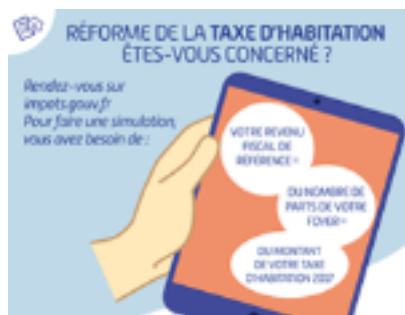 RÉFORME DE LA TAXE D'HABITATION
ÊTES-VOUS CONCERNÉ ?
Rendez-vous sur
impots.gouv.fr
Pour faire une simulation,
vous avez besoin de :
VOTRE REVENU
FISCAL DE
RÉFÉRENCE
DU NOMBRE DE
PARTS DE VOTRE
FOYER
DU MONTANT
DE VOTRE TAXE
D'HABITATION 2017